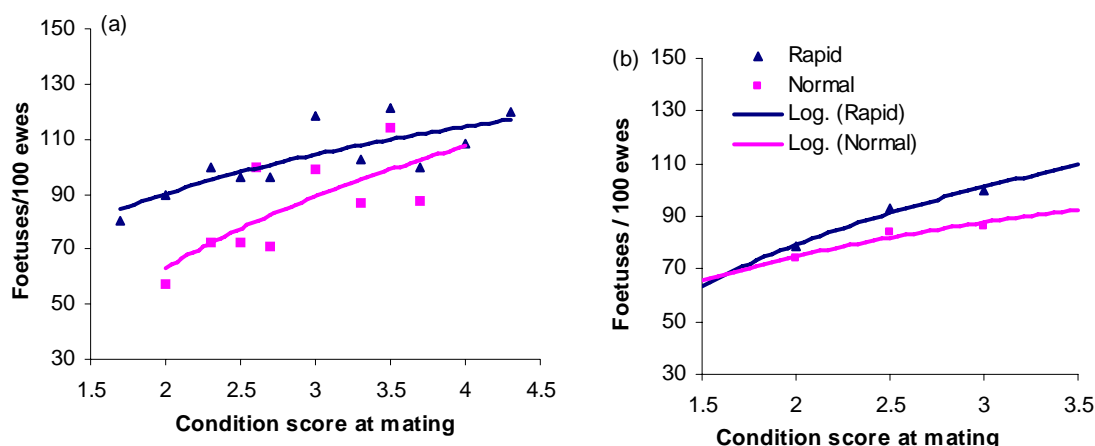 (a)
150
130
110
90
70
50
30
1.5 2 2.5 3 3.5 4 4.5
Foetuses/100 ewes
Condition score at mating
(b)
Rapid
Normal
Log. (Rapid)
Log. (Normal)
150
130
110
90
70
50
30
1.5 2 2.5 3 3.5
Foetuses / 100 ewes
Condition score at mating